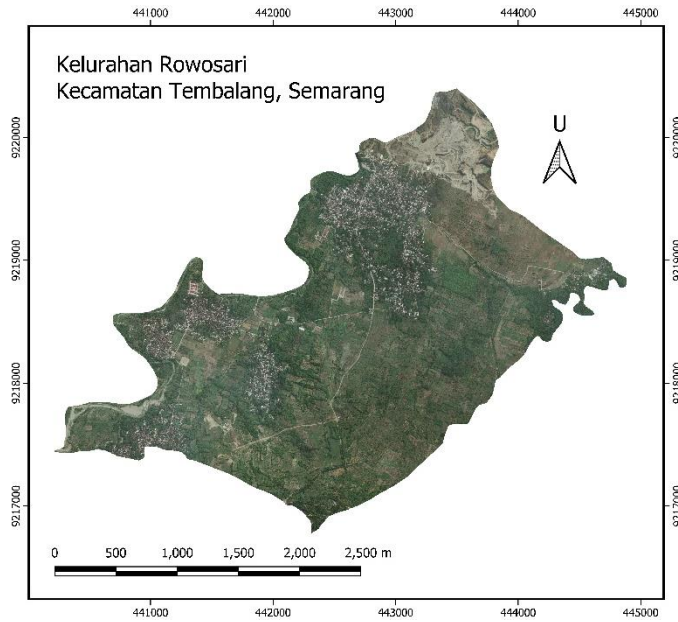 441000 442000 443000 444000 445000
Kelurahan Rowosari
Kecamatan Tembalang, Semarang
U
9220000 9220000
9219000 9219000
9218000 9218000
9217000 9217000
0 500 1,000 1,500 2,000 2,500 m
441000 442000 443000 444000 445000